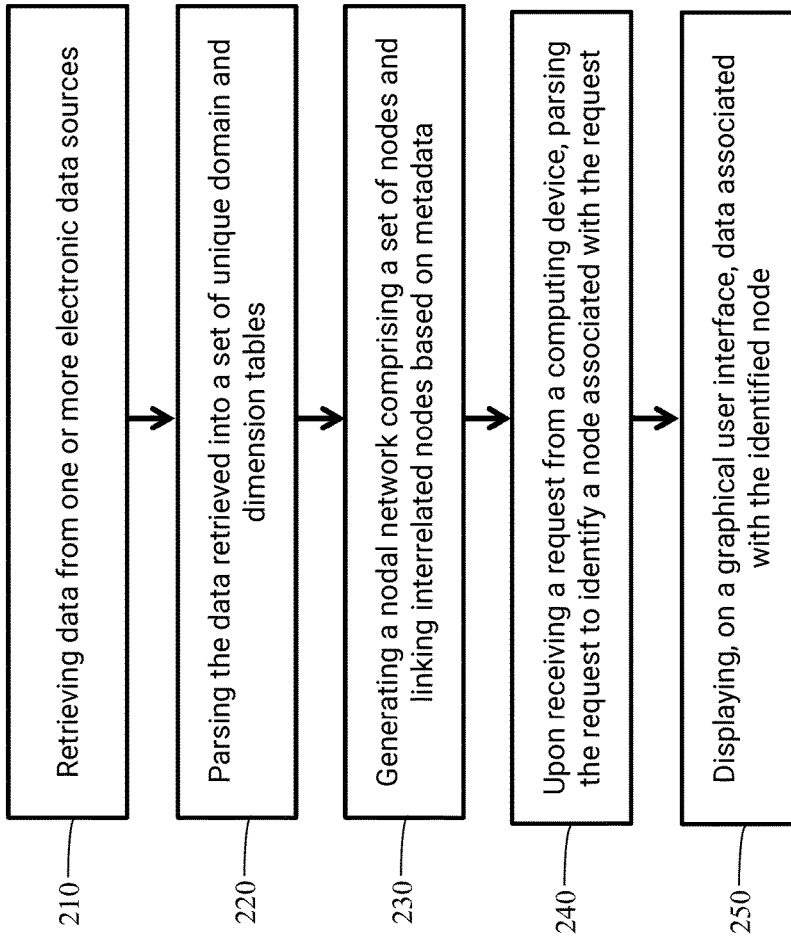 210
Retrieving data from one or more electronic data sources
220
Parsing the data retrieved into a set of unique domain and
dimension tables
230
Generating a nodal network comprising a set of nodes and
linking interrelated nodes based on metadata
240
Upon receiving a request from a computing device, parsing
the request to identify a node associated with the request
250
Displaying, on a graphical user interface, data associated
with the identified node